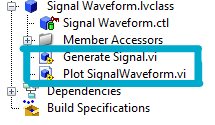 Signal Waveform.lvclass
Signal Waveform.ctl
Member Accessors
Generate Signal.vi
Plot SignalWaveform.vi
Dependencies
Build Specifications